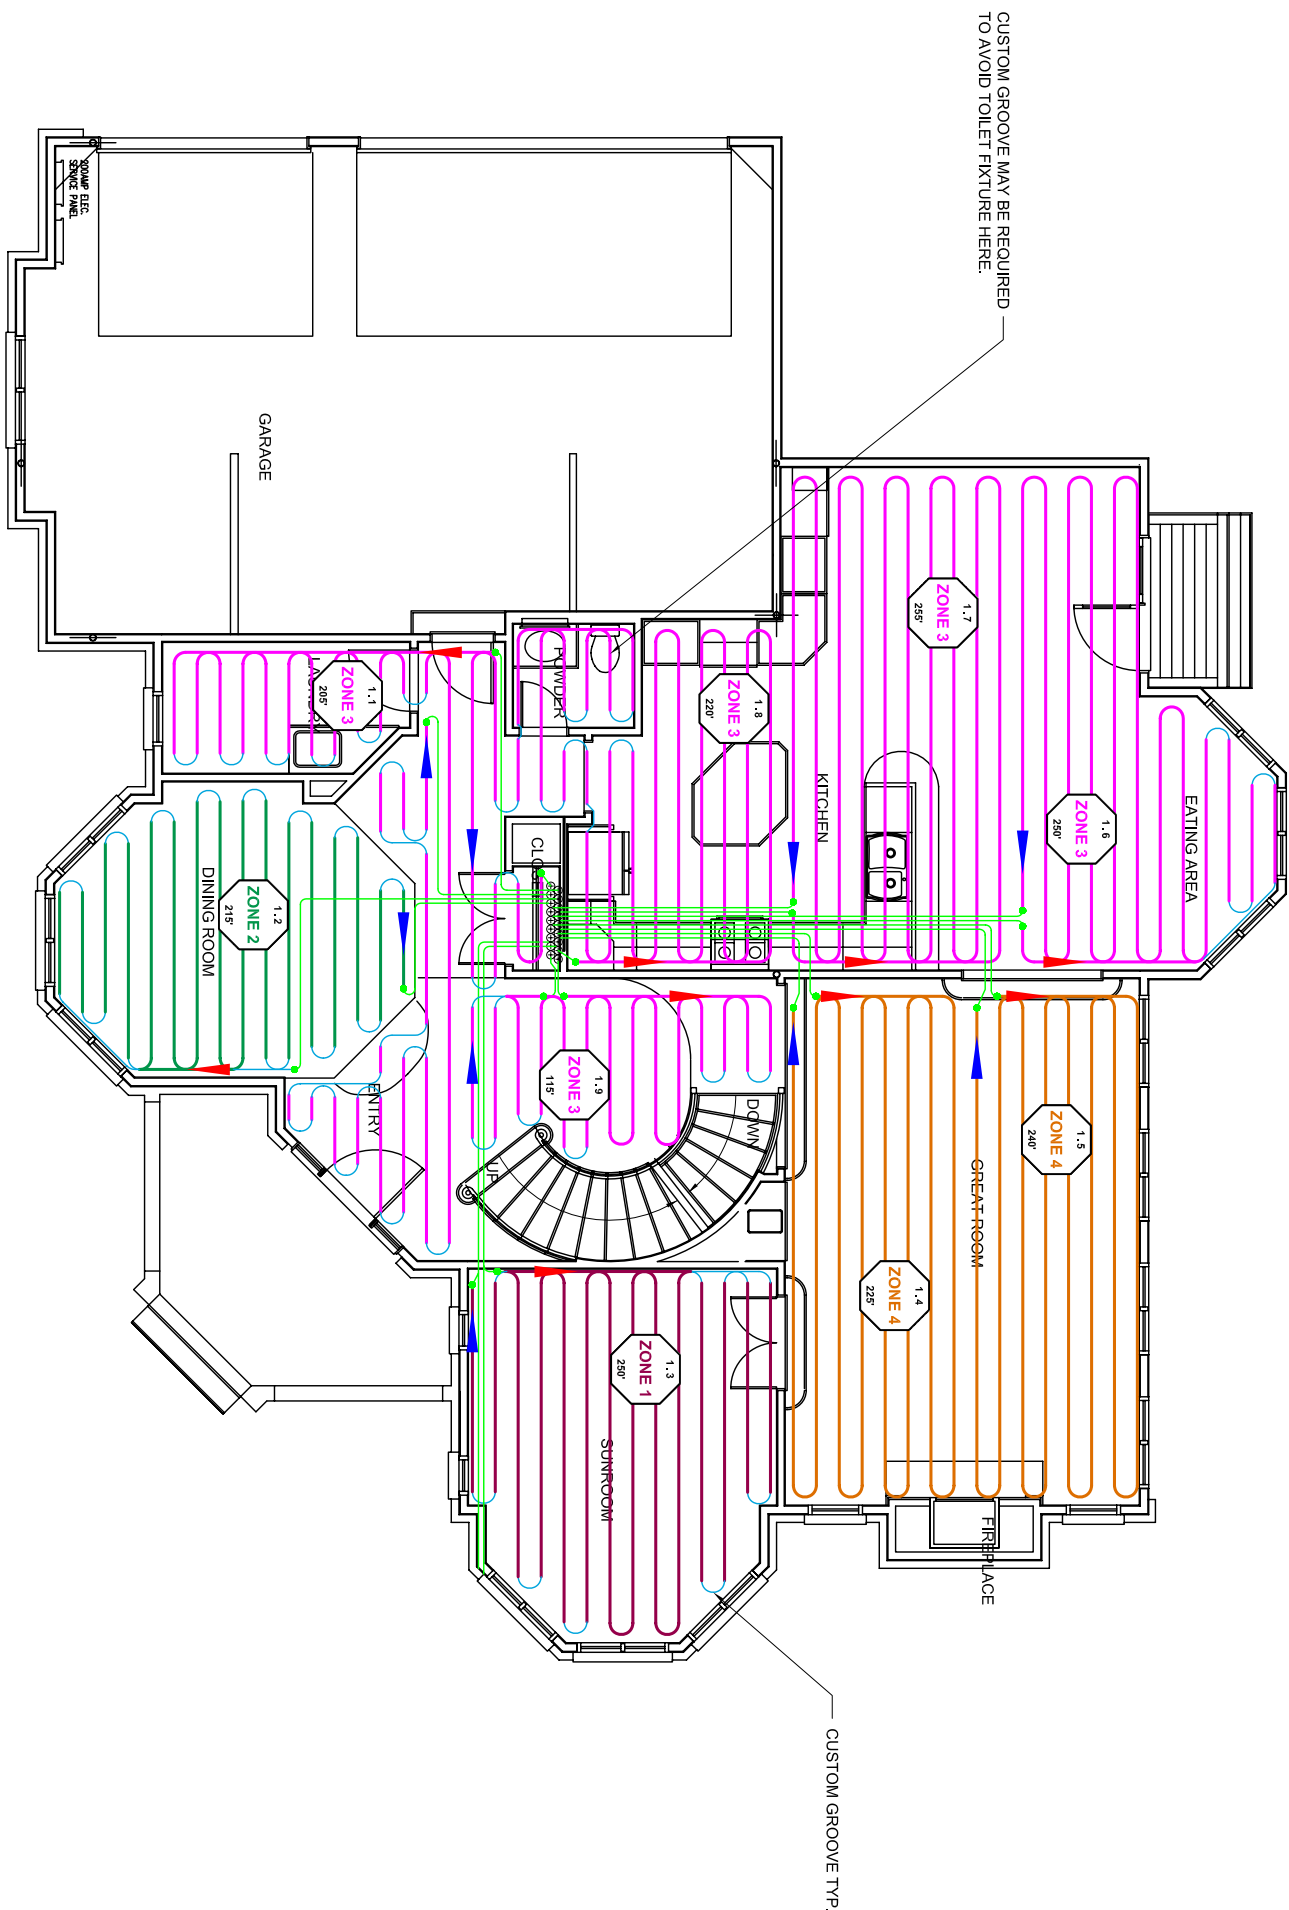 CUSTOM GROOVE MAY BE REQUIRED
TO AVOID TOILET FIXTURE HERE.
200AMP ELEC.
SERVICE PANEL
GARAGE
1.7
ZONE 3
255'
1.6
ZONE 3
250'
EATING AREA
1.8
ZONE 3
220'
KITCHEN
POWDER
1.1
ZONE 3
205'
1.2
ZONE 2
215'
DINING ROOM
ENTRY
1.9
ZONE 3
115'
DOWN
UP
1.5
ZONE 4
240'
GREAT ROOM
1.4
ZONE 4
225'
FIREPLACE
1.3
ZONE 1
250'
SUNROOM
CUSTOM GROOVE TYP.